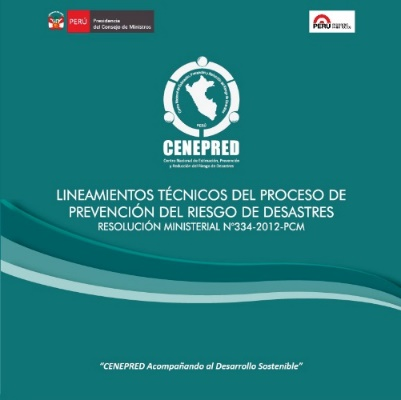 PERÚ
Presidencia
del Consejo de Ministros
PERÚ
PERÚ
CENEPRED
Centro Nacional de Estimación, Prevención
y Reducción del Riesgo de Desastres
LINEAMIENTOS TÉCNICOS DEL PROCESO DE
PREVENCIÓN DEL RIESGO DE DESASTRES
RESOLUCIÓN MINISTERIAL N°334-2012-PCM
“CENEPRED Acompañando al Desarrollo Sostenible”